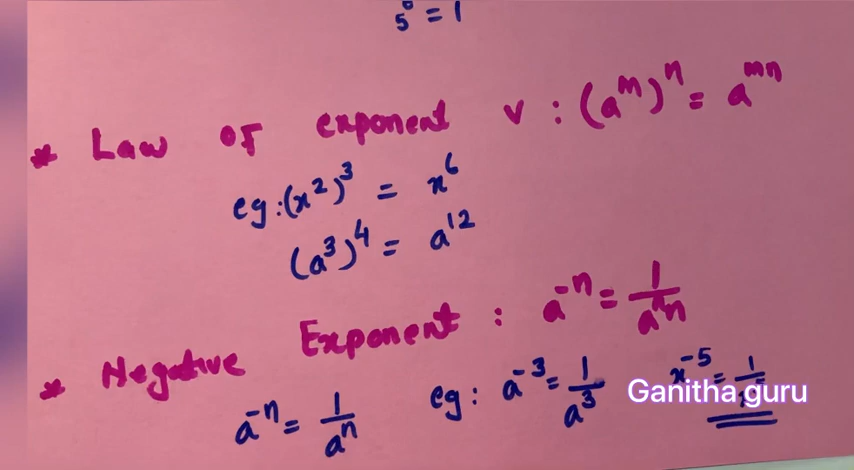 5⁰ = 1
* Law of exponent v : (aᵐ)ⁿ = aᵐⁿ
eg : (x²)³ = x⁶
(a³)⁴ = a¹²
* Negative Exponent : a⁻ⁿ = 1/aⁿ
a⁻ⁿ = 1/aⁿ eg : a⁻³ = 1/a³ x⁻⁵ = 1/
Ganitha guru